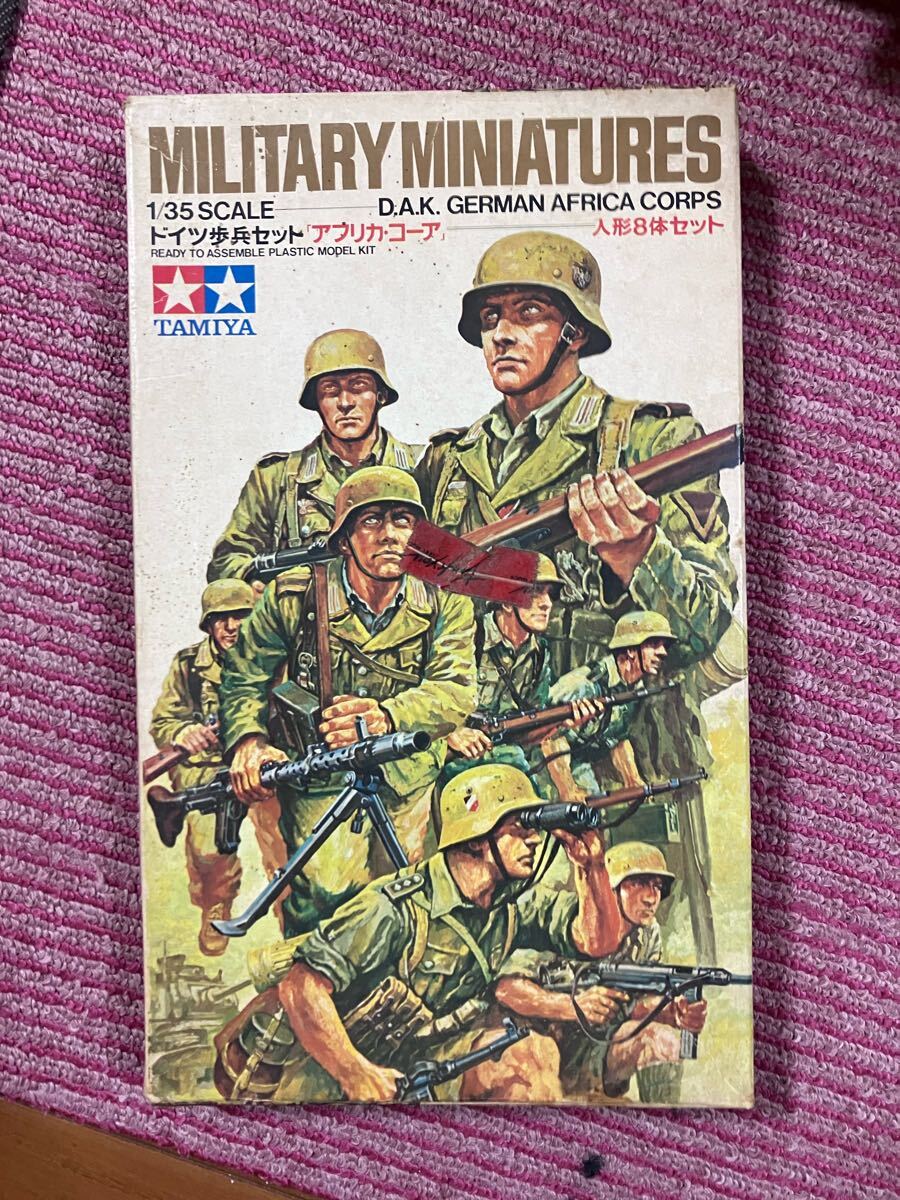 MILITARY MINIATURES
1/35 SCALE D.A.K. GERMAN AFRICA CORPS
ドイツ歩兵セット「アフリカ・コーア」 人形8体セット
READY TO ASSEMBLE PLASTIC MODEL KIT
TAMIYA